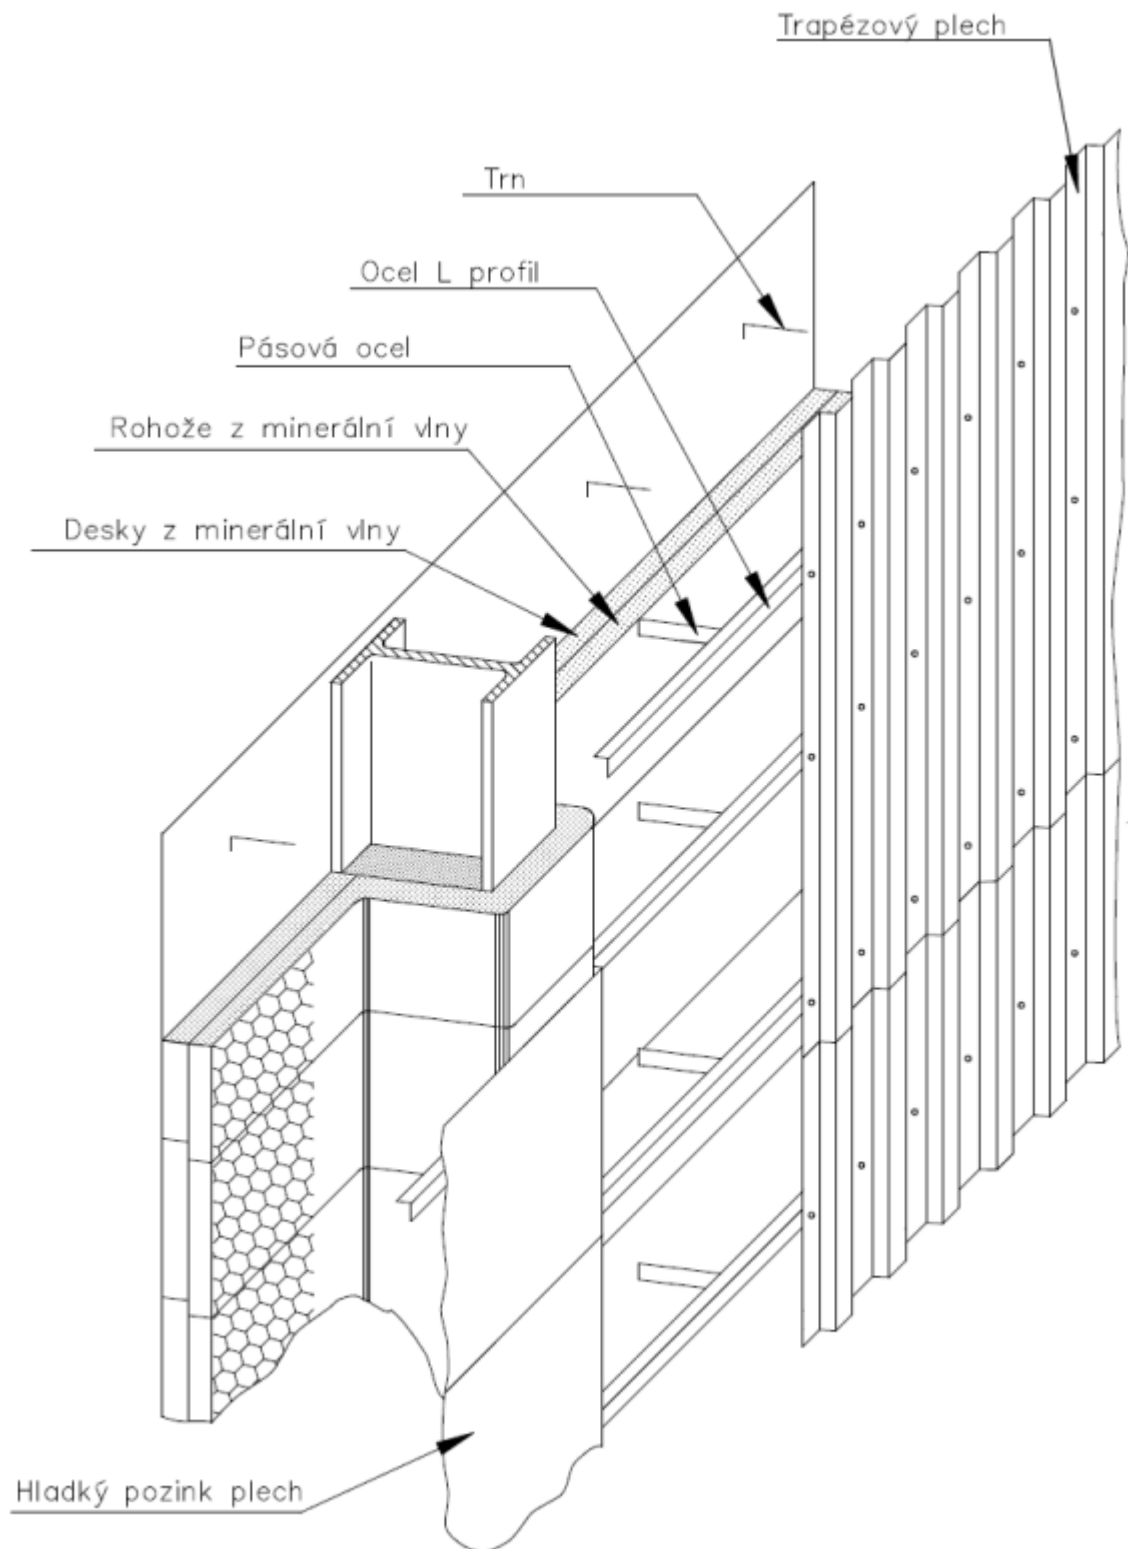 Trapézový plech
Trn
Ocel L profil
Pásová ocel
Rohože z minerální vlny
Desky z minerální vlny
Hladký pozink plech